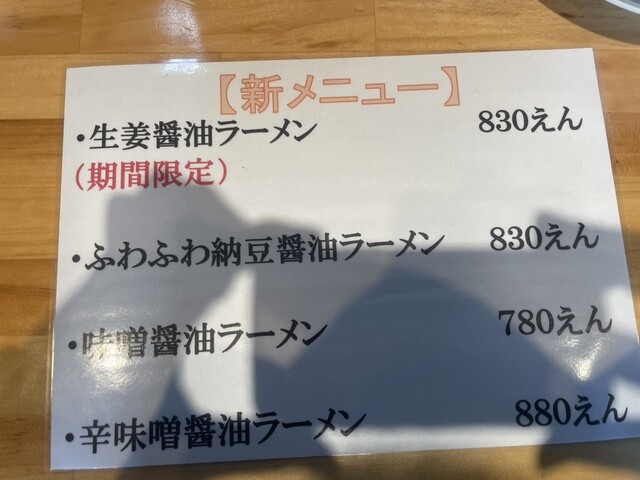 【新メニュー】
・生姜醤油ラーメン 830えん
（期間限定）
・ふわふわ納豆醤油ラーメン 830えん
・味噌醤油ラーメン 780えん
・辛味噌醤油ラーメン 880えん